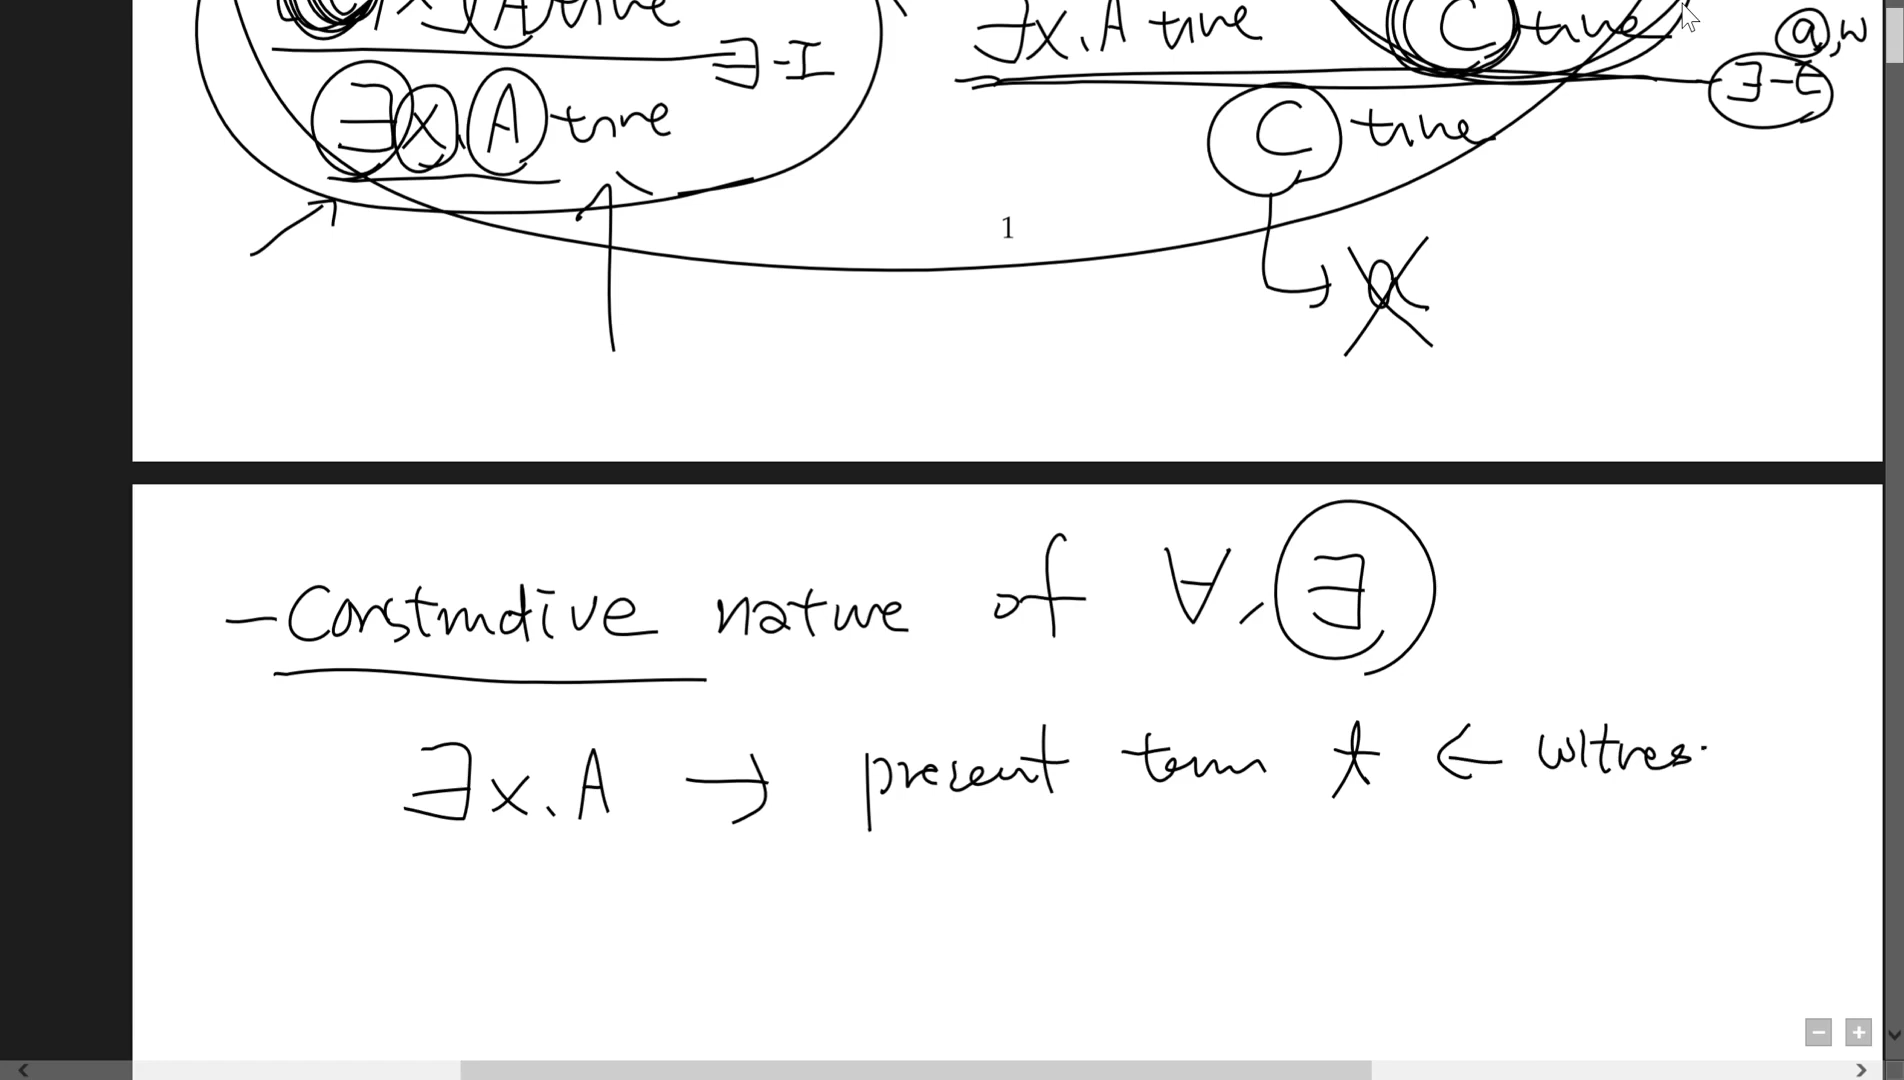 [t/x]A true
∃-I
∃x.A true
∃x.A true C true
a, w
∃-E
C true
1
- Constructive nature of ∀, ∃
∃x.A → present term t ← witness.